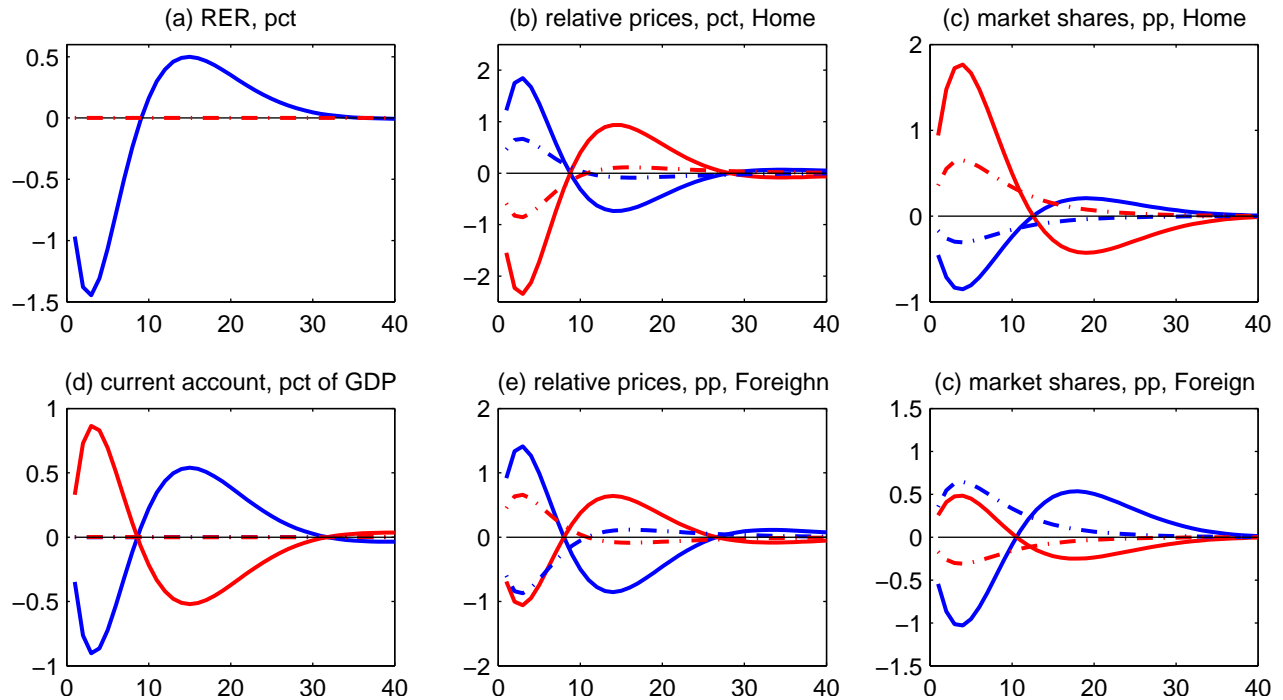 (a) RER, pct
(b) relative prices, pct, Home
(c) market shares, pp, Home
0.5
0
−0.5
−1
−1.5
0 10 20 30 40
2
1
0
−1
−2
0 10 20 30 40
2
1
0
−1
0 10 20 30 40
(d) current account, pct of GDP
(e) relative prices, pp, Foreighn
(c) market shares, pp, Foreign
1
0.5
0
−0.5
−1
0 10 20 30 40
2
1
0
−1
−2
0 10 20 30 40
1.5
1
0.5
0
−0.5
−1
−1.5
0 10 20 30 40